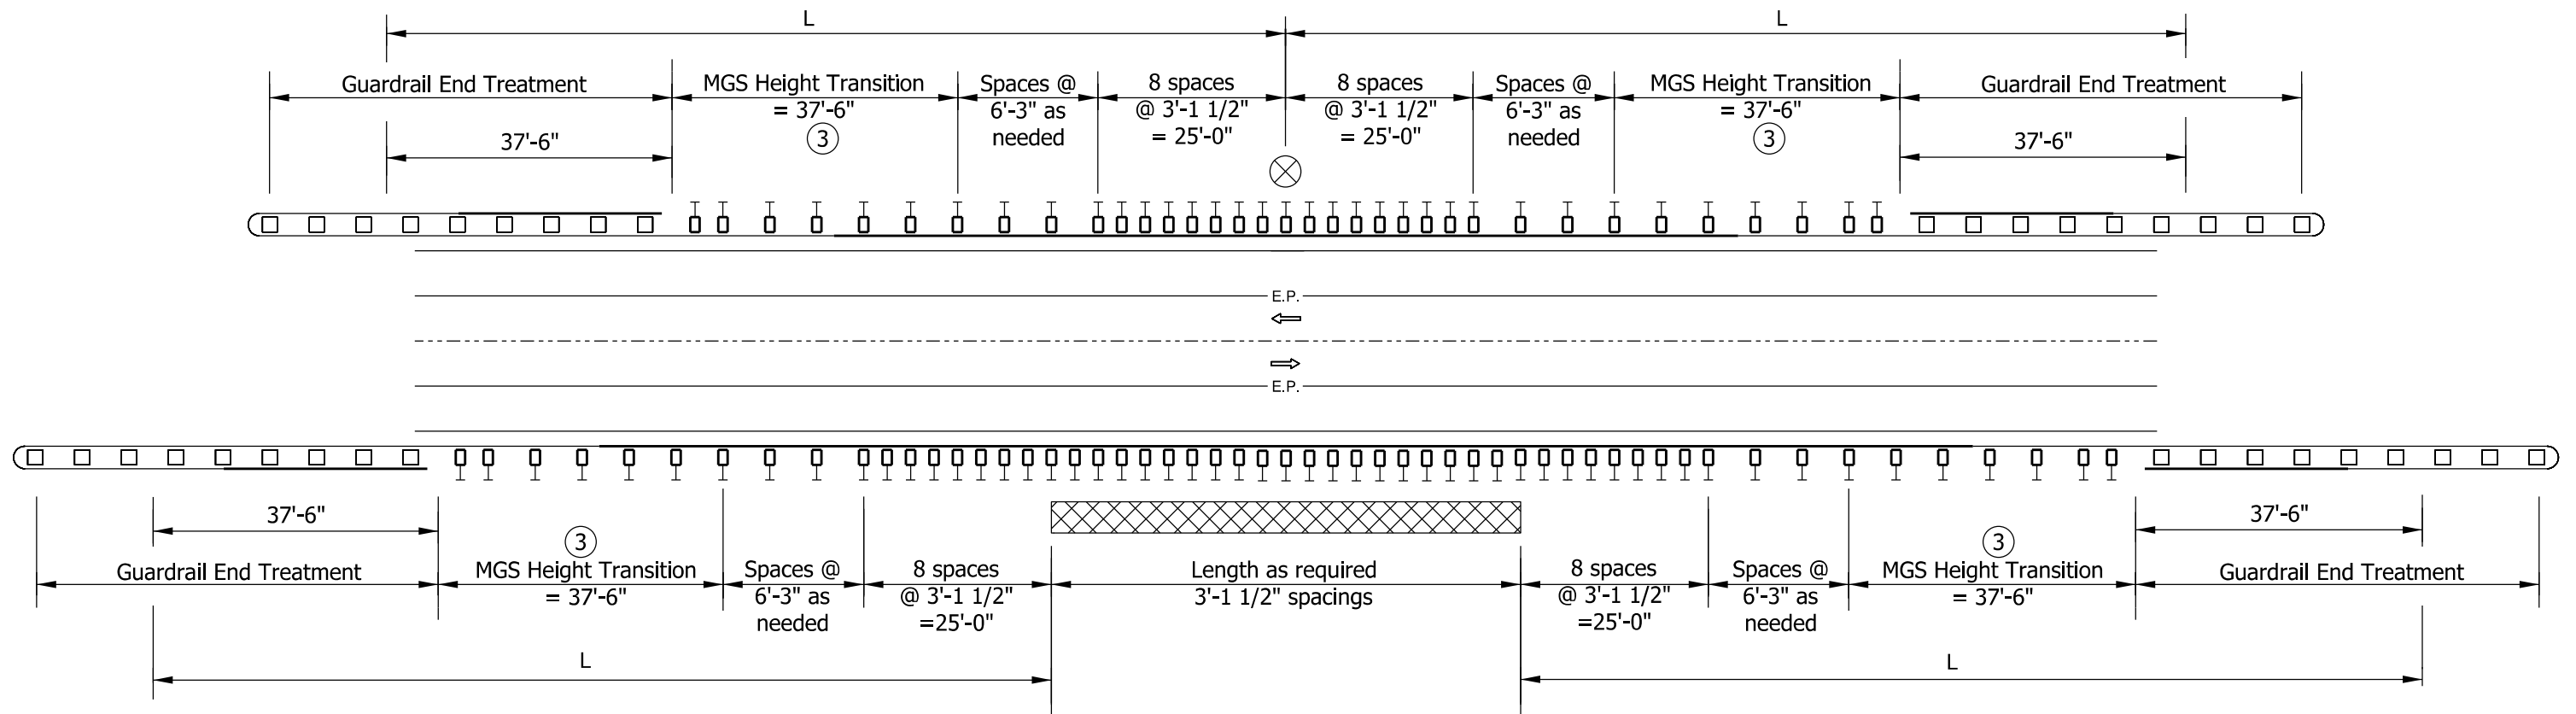 L
L
Guardrail End Treatment
MGS Height Transition
= 37'-6"
3
Spaces @
6'-3" as
needed
8 spaces
@ 3'-1 1/2"
= 25'-0"
8 spaces
@ 3'-1 1/2"
= 25'-0"
Spaces @
6'-3" as
needed
MGS Height Transition
= 37'-6"
3
Guardrail End Treatment
37'-6"
37'-6"
E.P.
E.P.
37'-6"
37'-6"
Guardrail End Treatment
3
MGS Height Transition
= 37'-6"
Spaces @
6'-3" as
needed
8 spaces
@ 3'-1 1/2"
=25'-0"
Length as required
3'-1 1/2" spacings
8 spaces
@ 3'-1 1/2"
=25'-0"
Spaces @
6'-3" as
needed
3
MGS Height Transition
= 37'-6"
Guardrail End Treatment
L
L